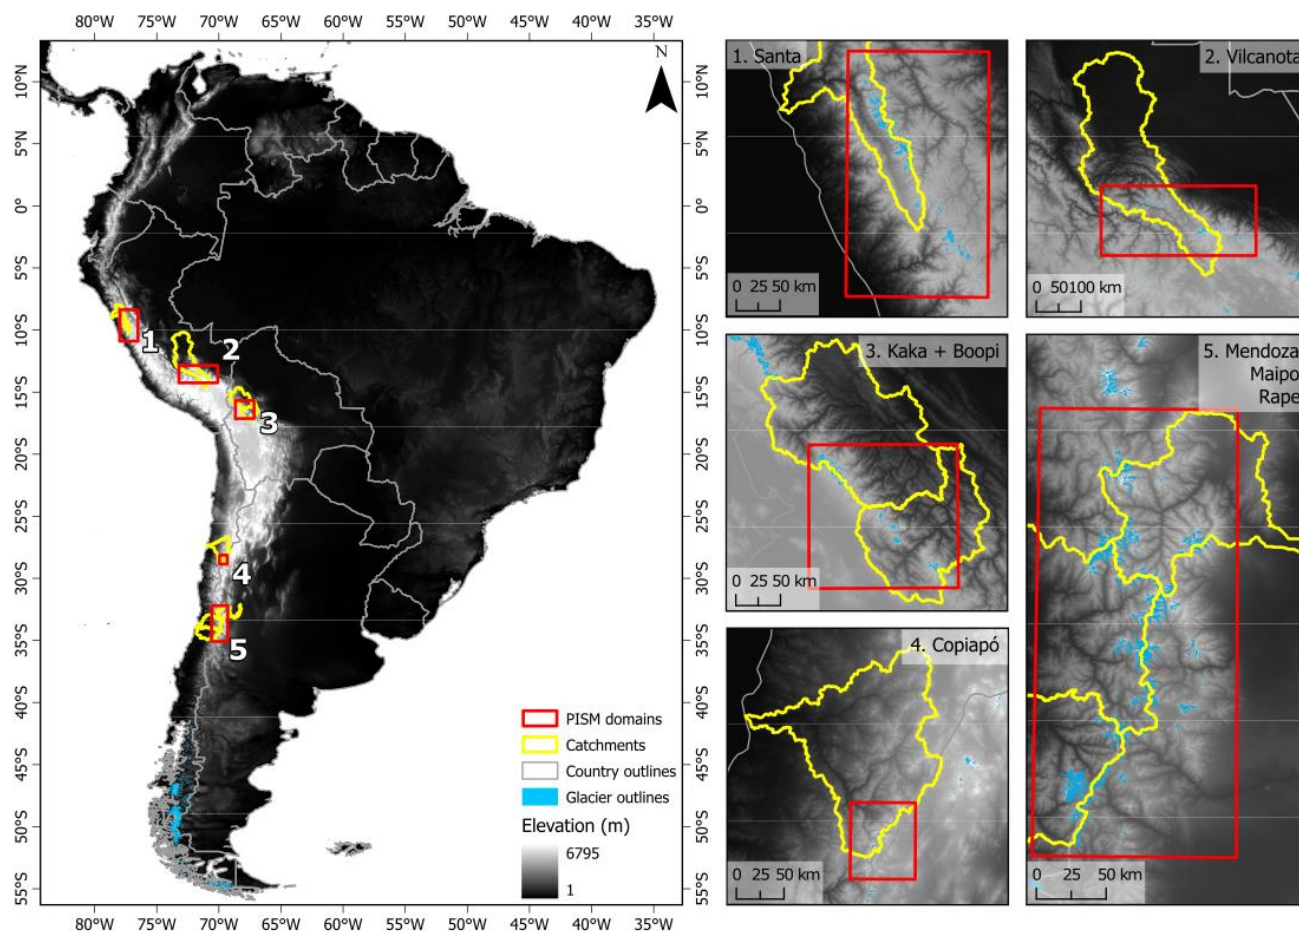 80°W 75°W 70°W 65°W 60°W 55°W 50°W 45°W 40°W 35°W
N
10°N
5°N
0°
5°S
10°S
15°S
20°S
25°S
30°S
35°S
40°S
45°S
50°S
55°S
1
2
3
4
5
PISM domains
Catchments
Country outlines
Glacier outlines
Elevation (m)
6795
1
80°W 75°W 70°W 65°W 60°W 55°W 50°W 45°W 40°W 35°W
1. Santa
0 25 50 km
2. Vilcanota
0 50100 km
3. Kaka + Boopi
0 25 50 km
4. Copiapó
0 25 50 km
5. Mendoza
Maipo
Rape
0 25 50 km